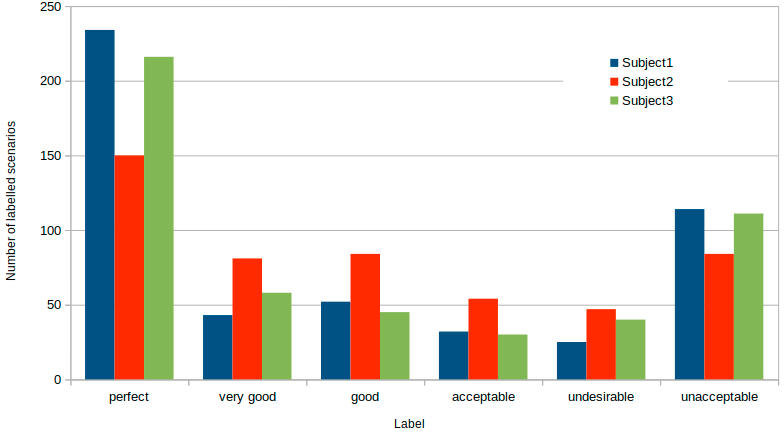 250
200
150
100
50
0
Number of labelled scenarios
Subject1
Subject2
Subject3
perfect very good good acceptable undesirable unacceptable
Label